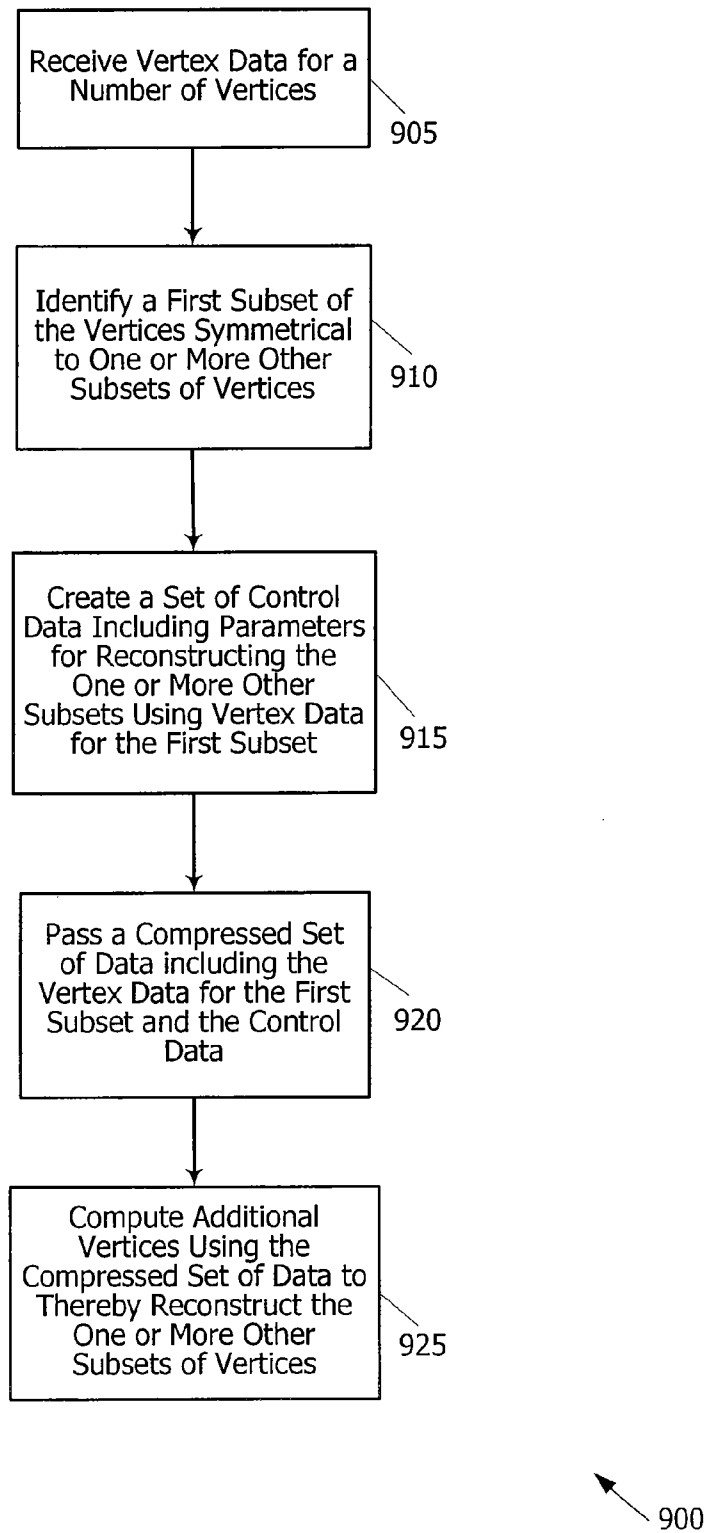 Receive Vertex Data for a
Number of Vertices
905
Identify a First Subset of
the Vertices Symmetrical
to One or More Other
Subsets of Vertices
910
Create a Set of Control
Data Including Parameters
for Reconstructing the
One or More Other
Subsets Using Vertex Data
for the First Subset
915
Pass a Compressed Set
of Data including the
Vertex Data for the First
Subset and the Control
Data
920
Compute Additional
Vertices Using the
Compressed Set of Data to
Thereby Reconstruct the
One or More Other
Subsets of Vertices
925
900